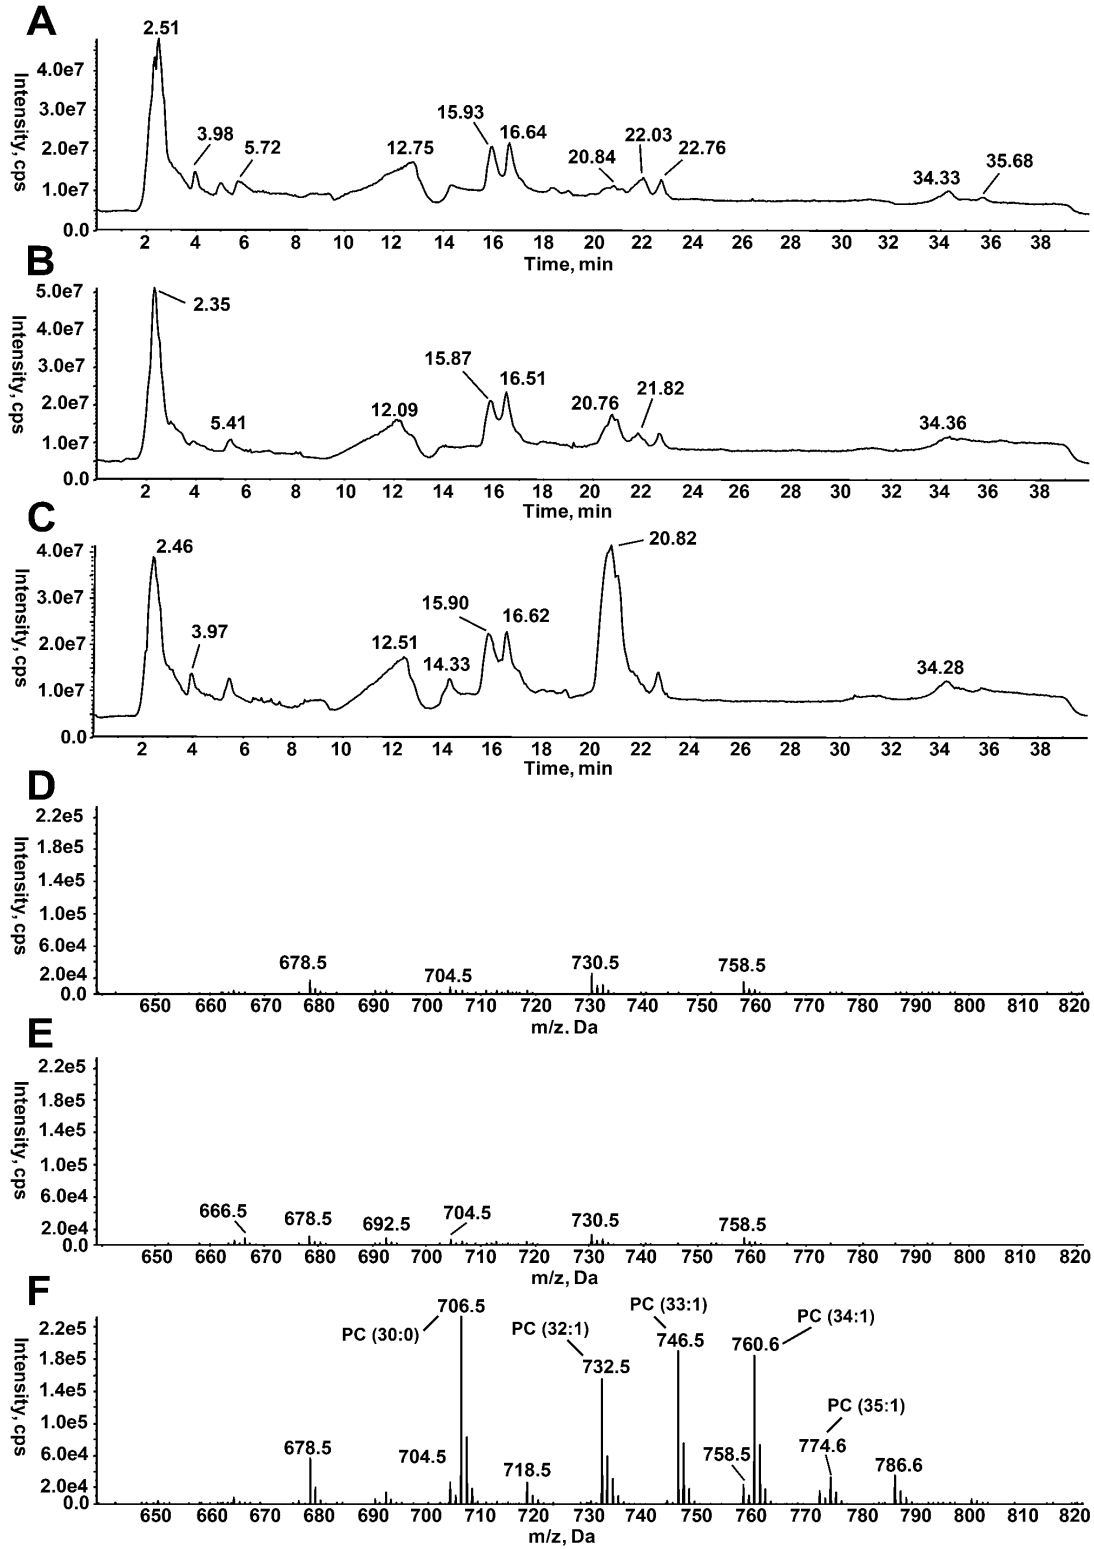 A
2.51
4.0e7
3.0e7
2.0e7
1.0e7
0.0
Intensity, cps
3.98
5.72
12.75
15.93
16.64
20.84
22.03
22.76
34.33
35.68
2 4 6 8 10 12 14 16 18 20 22 24 26 28 30 32 34 36 38
Time, min
B
5.0e7
4.0e7
3.0e7
2.0e7
1.0e7
0.0
Intensity, cps
2.35
5.41
12.09
15.87
16.51
20.76
21.82
34.36
2 4 6 8 10 12 14 16 18 20 22 24 26 28 30 32 34 36 38
Time, min
C
4.0e7
3.0e7
2.0e7
1.0e7
0.0
Intensity, cps
2.46
3.97
12.51
14.33
15.90
16.62
20.82
34.28
2 4 6 8 10 12 14 16 18 20 22 24 26 28 30 32 34 36 38
Time, min
D
2.2e5
1.8e5
1.4e5
1.0e5
6.0e4
2.0e4
0.0
Intensity, cps
678.5
704.5
730.5
758.5
650 660 670 680 690 700 710 720 730 740 750 760 770 780 790 800 810 820
m/z, Da
E
2.2e5
1.8e5
1.4e5
1.0e5
6.0e4
2.0e4
0.0
Intensity, cps
666.5
678.5
692.5
704.5
730.5
758.5
650 660 670 680 690 700 710 720 730 740 750 760 770 780 790 800 810 820
m/z, Da
F
2.2e5
1.8e5
1.4e5
1.0e5
6.0e4
2.0e4
0.0
Intensity, cps
678.5
704.5
PC (30:0)
706.5
718.5
PC (32:1)
732.5
PC (33:1)
746.5
758.5
760.6
PC (34:1)
PC (35:1)
774.6
786.6
650 660 670 680 690 700 710 720 730 740 750 760 770 780 790 800 810 820
m/z, Da